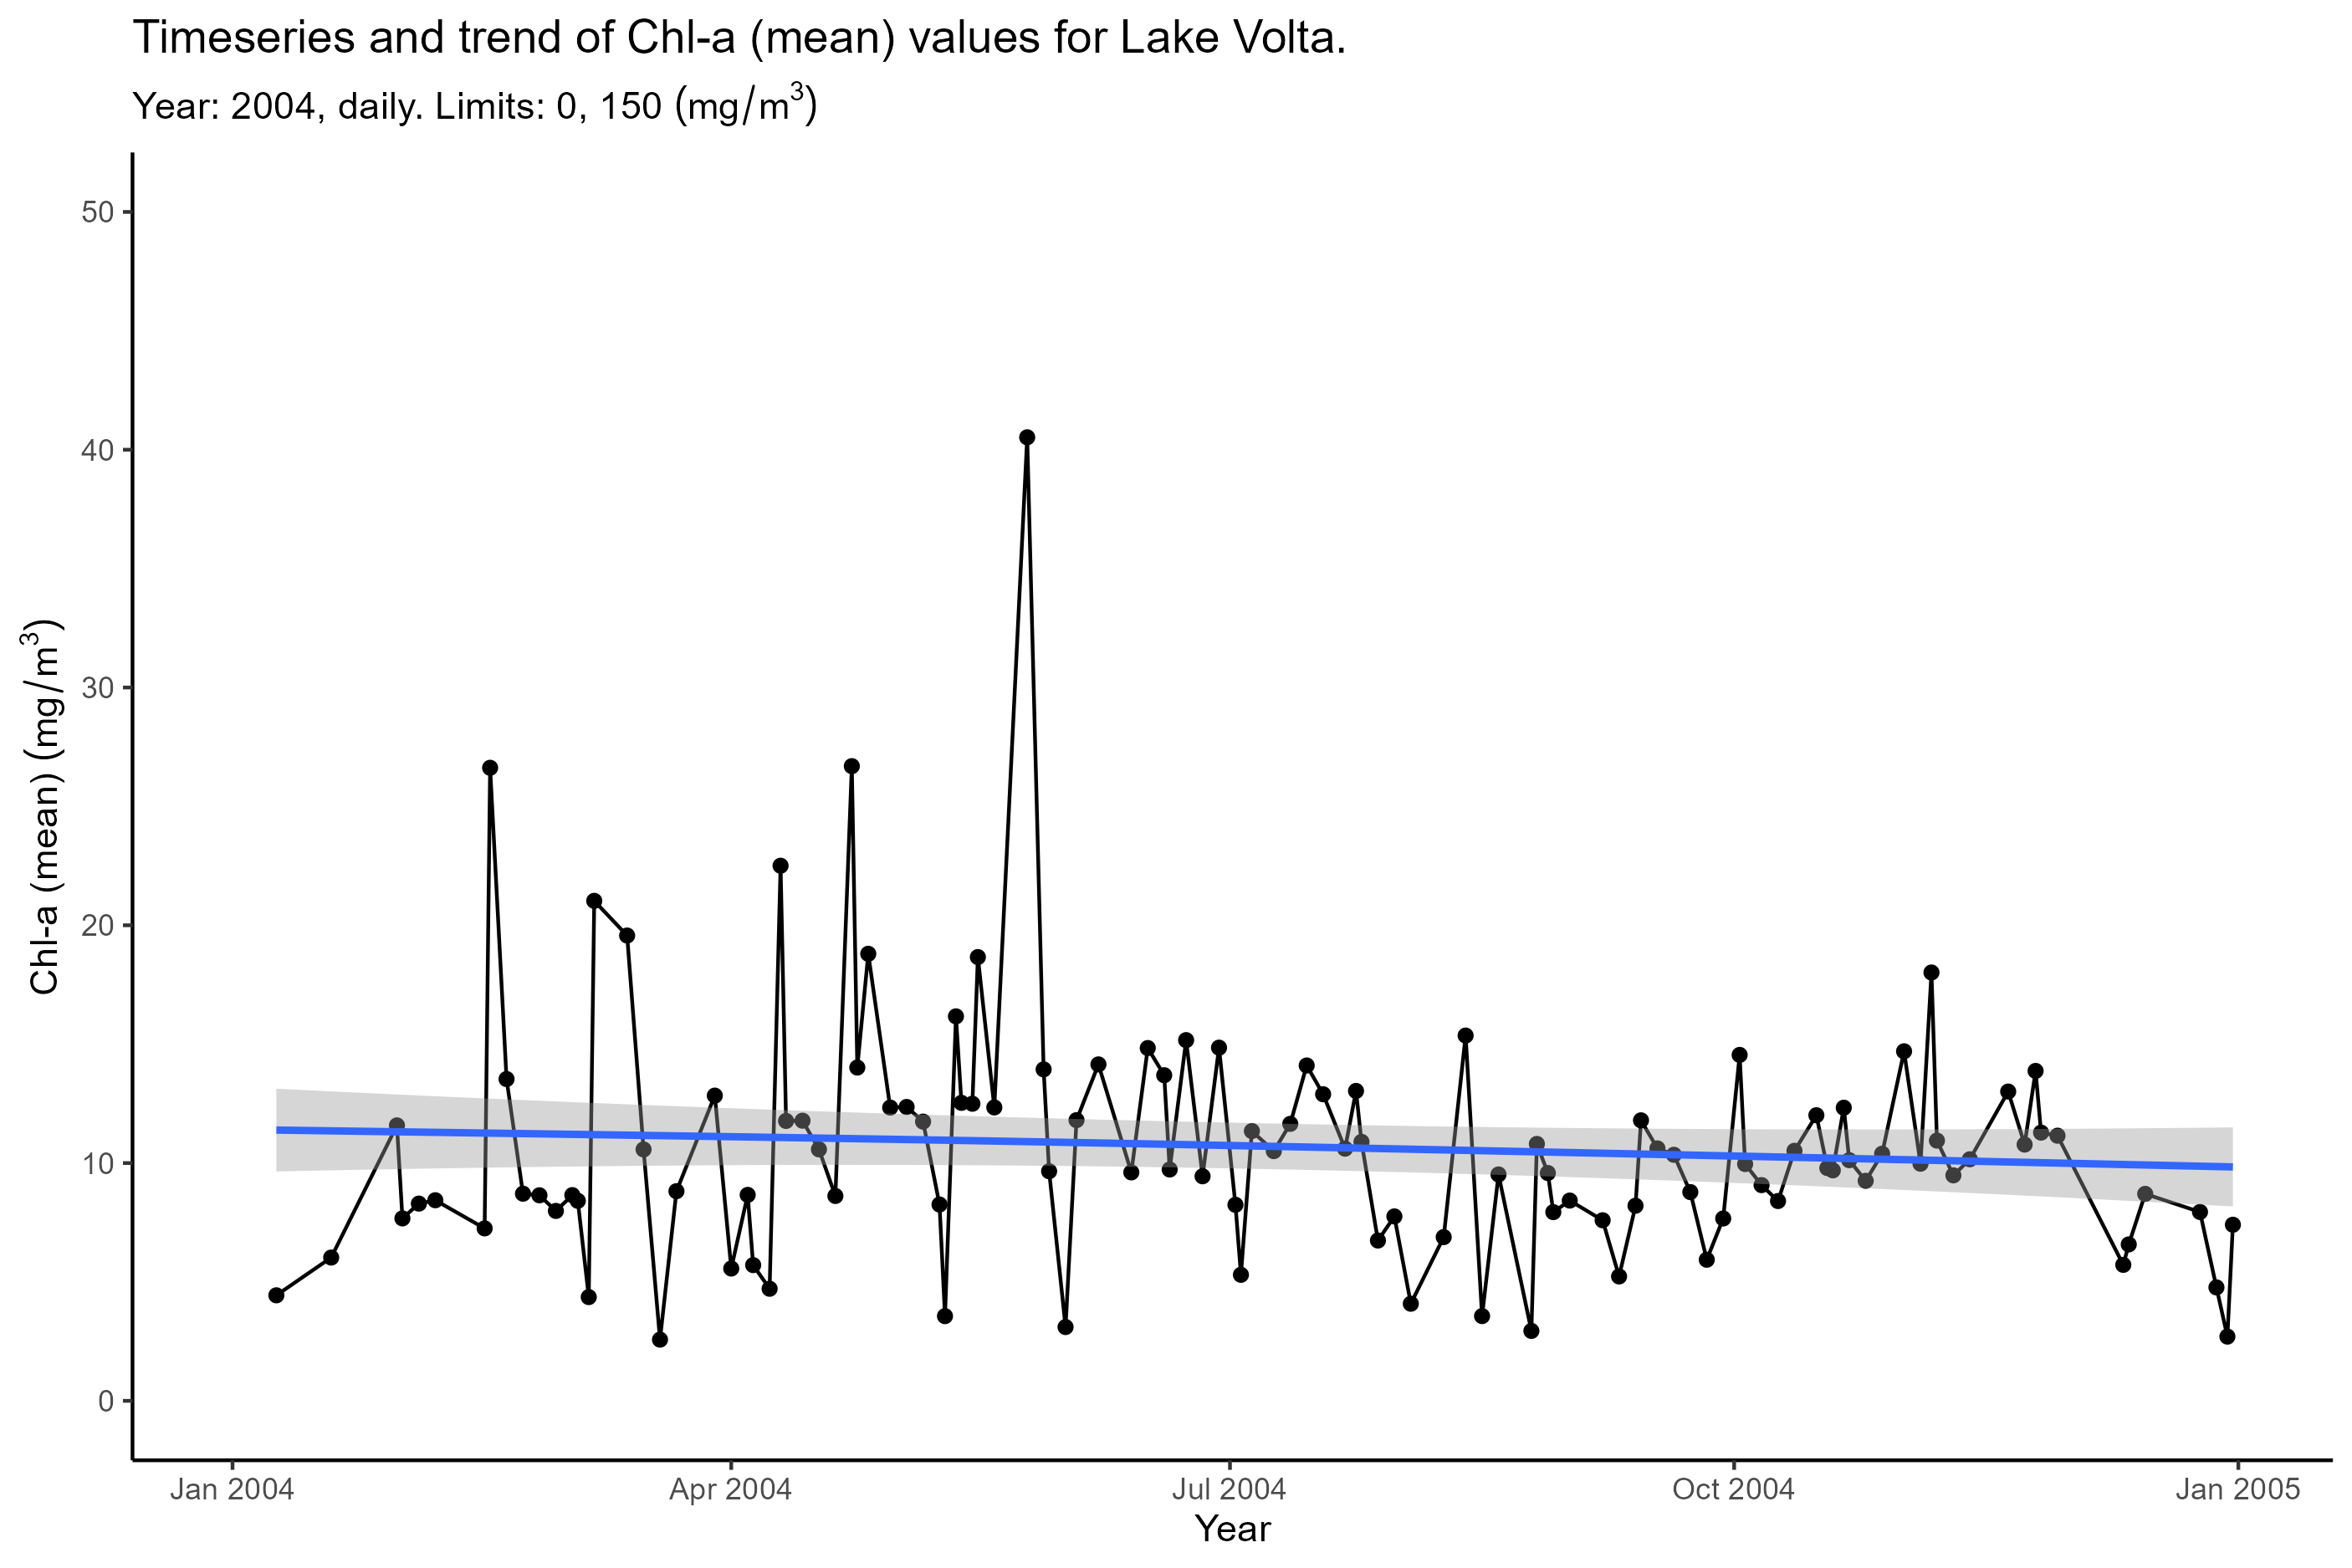 Timeseries and trend of Chl-a (mean) values for Lake Volta.
Year: 2004, daily. Limits: 0, 150 (mg/m³)
50
40
30
20
10
0
Chl-a (mean) (mg/m³)
Jan 2004 Apr 2004 Jul 2004 Oct 2004 Jan 2005
Year